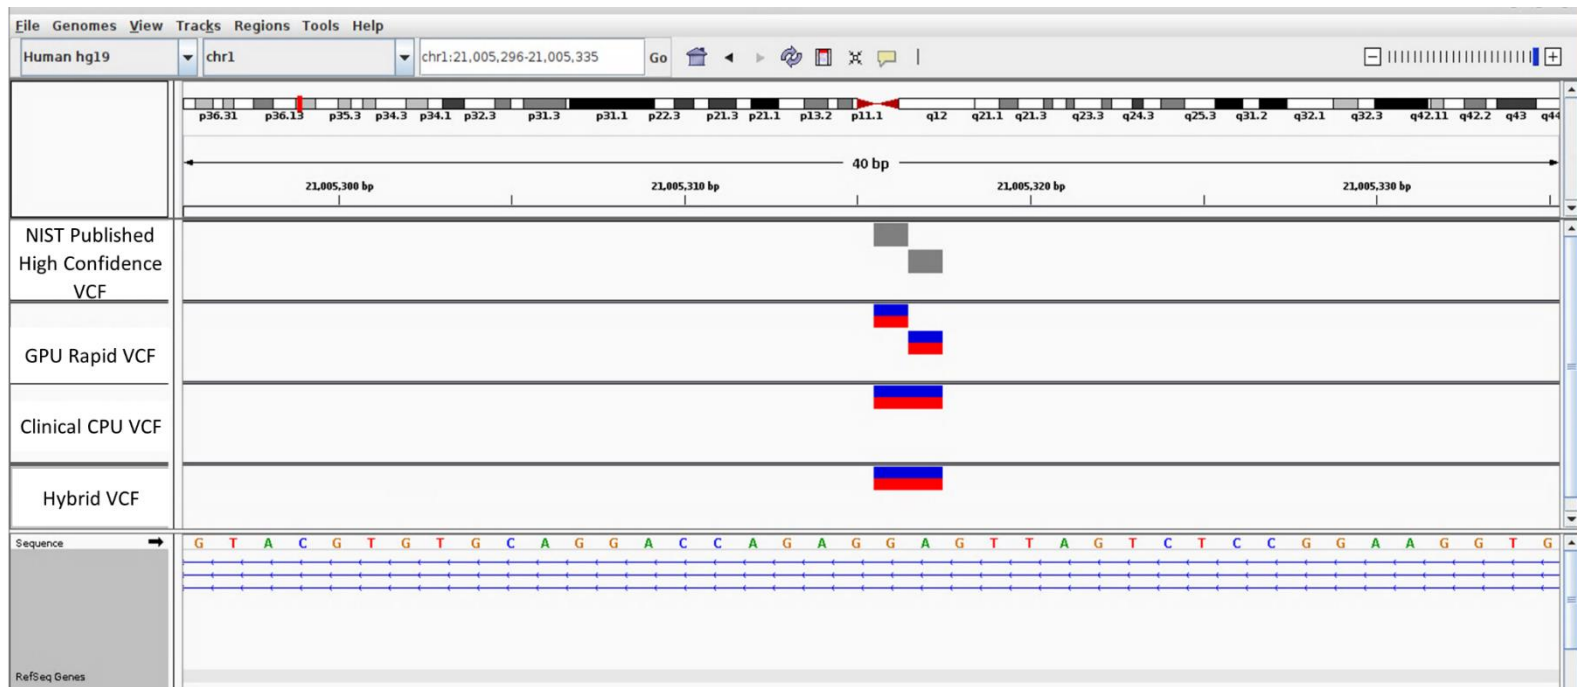 File Genomes View Tracks Regions Tools Help
Human hg19 chr1 chr1:21,005,296-21,005,335 Go
p36.31 p36.13 p35.3 p34.3 p34.1 p32.3 p31.3 p31.1 p22.3 p21.3 p21.1 p13.2 p11.1 q12 q21.1 q21.3 q23.3 q24.3 q25.3 q31.2 q32.1 q32.3 q42.11 q42.2 q43 q44
40 bp
21,005,300 bp 21,005,310 bp 21,005,320 bp 21,005,330 bp
NIST Published
High Confidence
VCF
GPU Rapid VCF
Clinical CPU VCF
Hybrid VCF
Sequence G T A C G T G T G C A G G A C C A G A G G A G T T A G T C T C C G G A A G G T G
RefSeq Genes